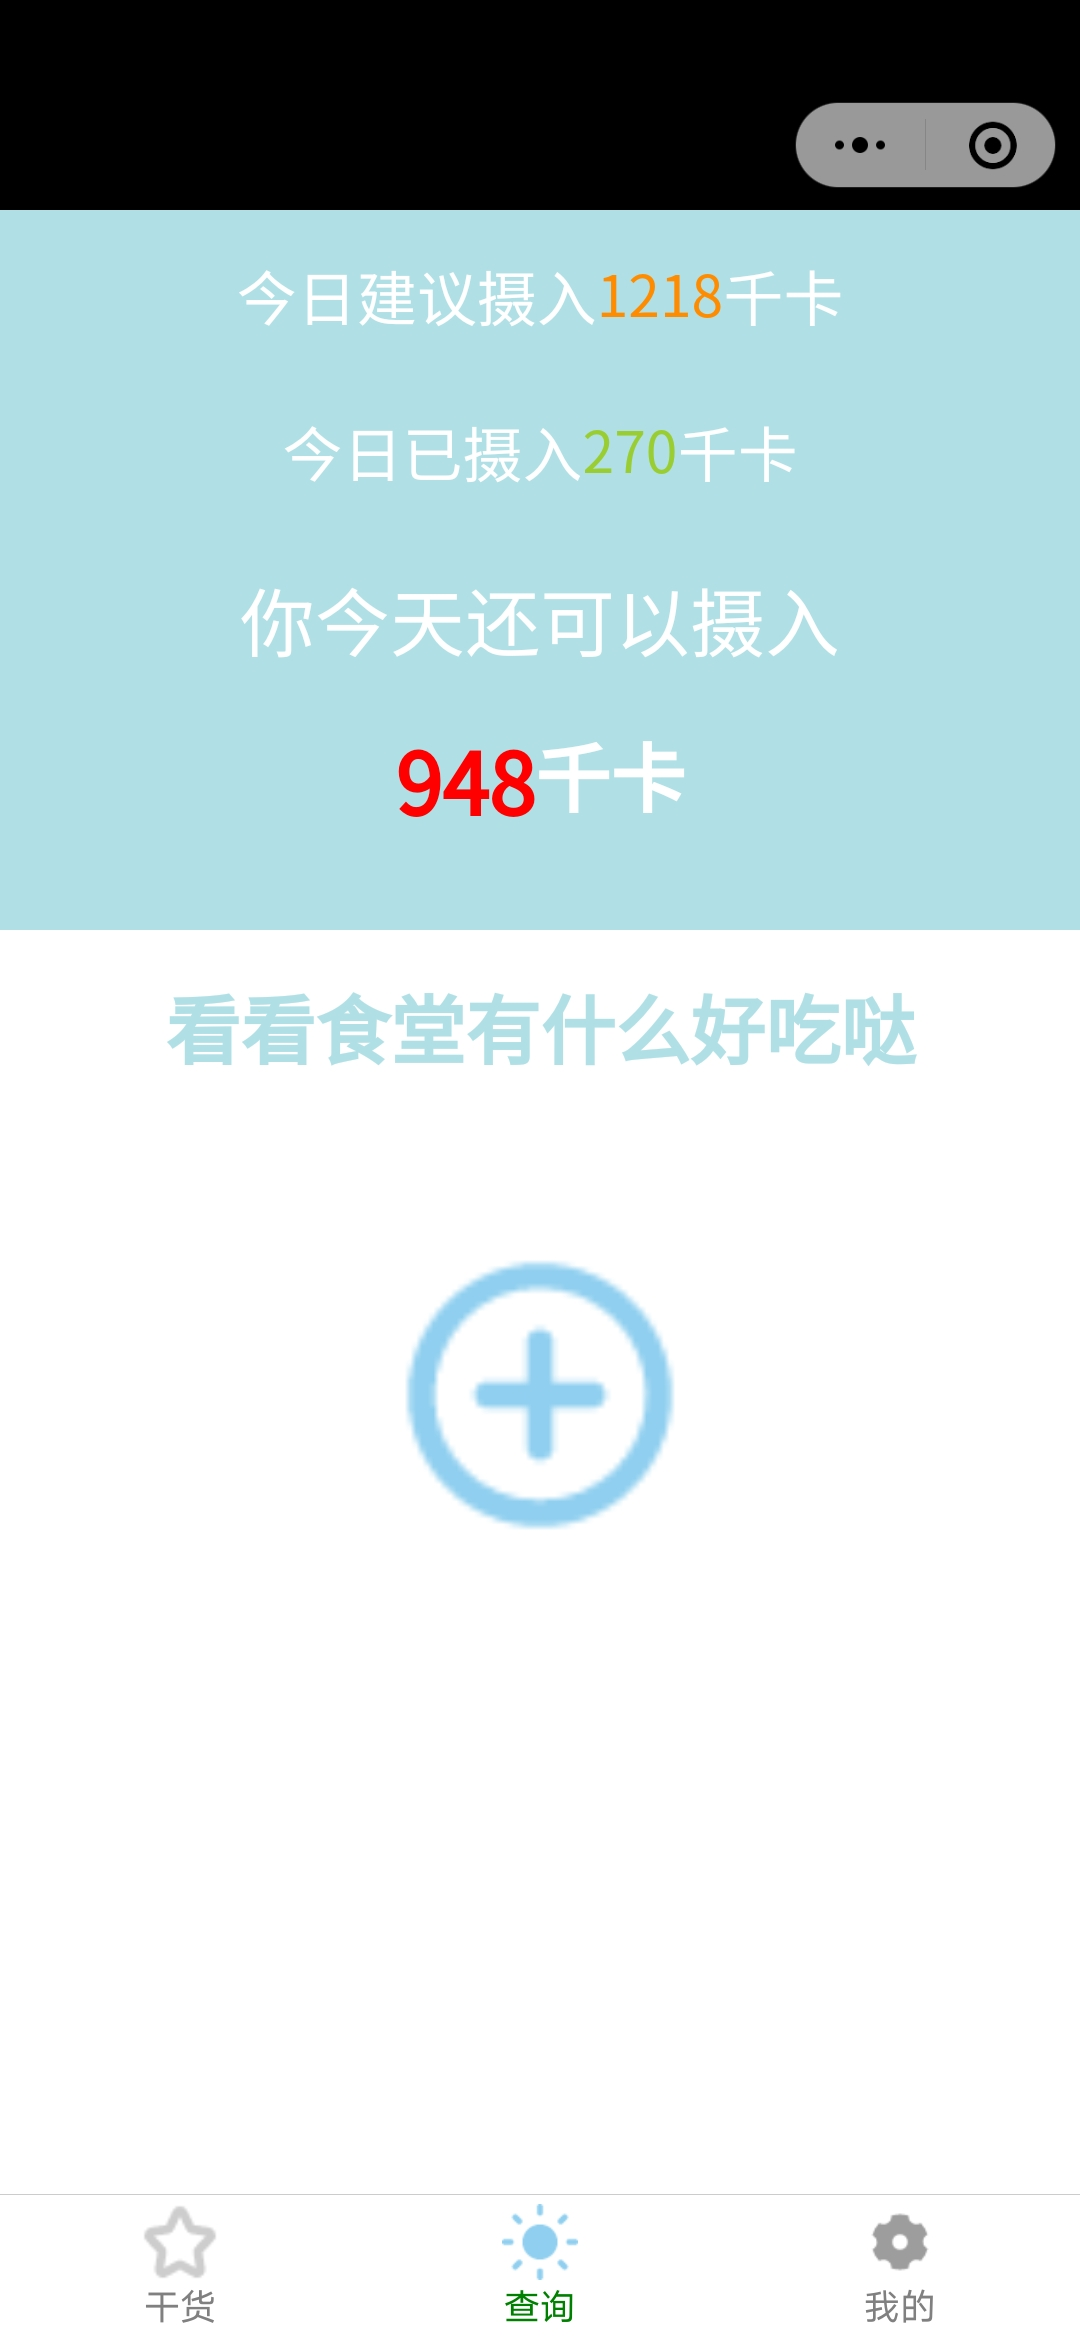 今日建议摄入1218千卡
今日已摄入270千卡
你今天还可以摄入
948千卡
看看食堂有什么好吃哒
干货
查询
我的